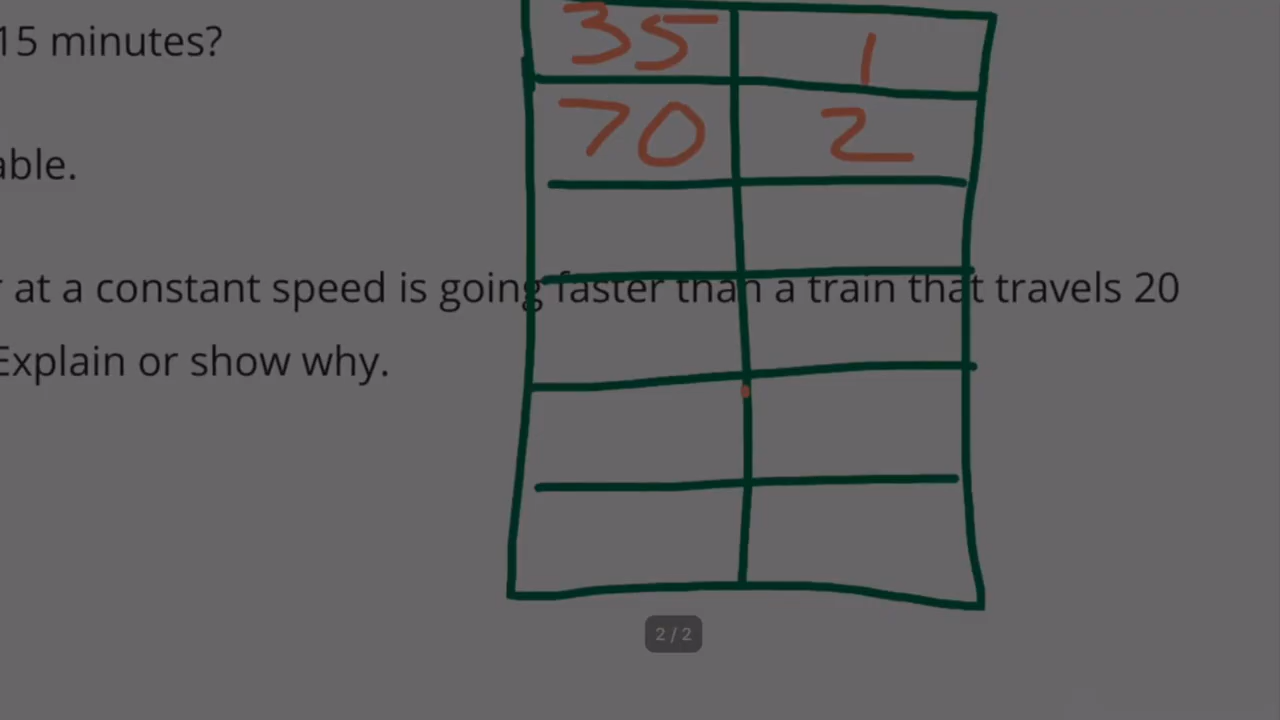 15 minutes?
35 1
70 2
able.
r at a constant speed is going faster than a train that travels 20
Explain or show why.
2 / 2